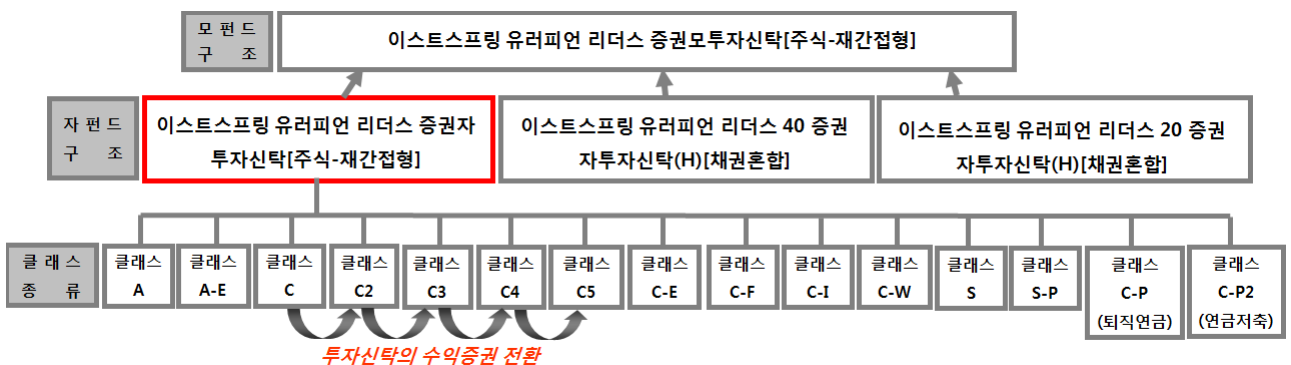 모 펀 드
구 조
이스트스프링 유러피언 리더스 증권모투자신탁[주식-재간접형]
자 펀 드
구 조
이스트스프링 유러피언 리더스 증권자
투자신탁[주식-재간접형]
이스트스프링 유러피언 리더스 40 증권
자투자신탁(H)[채권혼합]
이스트스프링 유러피언 리더스 20 증권
자투자신탁(H)[채권혼합]
클 래 스
종 류
클래스
A
클래스
A-E
클래스
C
클래스
C2
클래스
C3
클래스
C4
클래스
C5
클래스
C-E
클래스
C-F
클래스
C-I
클래스
C-W
클래스
S
클래스
S-P
클래스
C-P
(퇴직연금)
클래스
C-P2
(연금저축)
투자신탁의 수익증권 전환